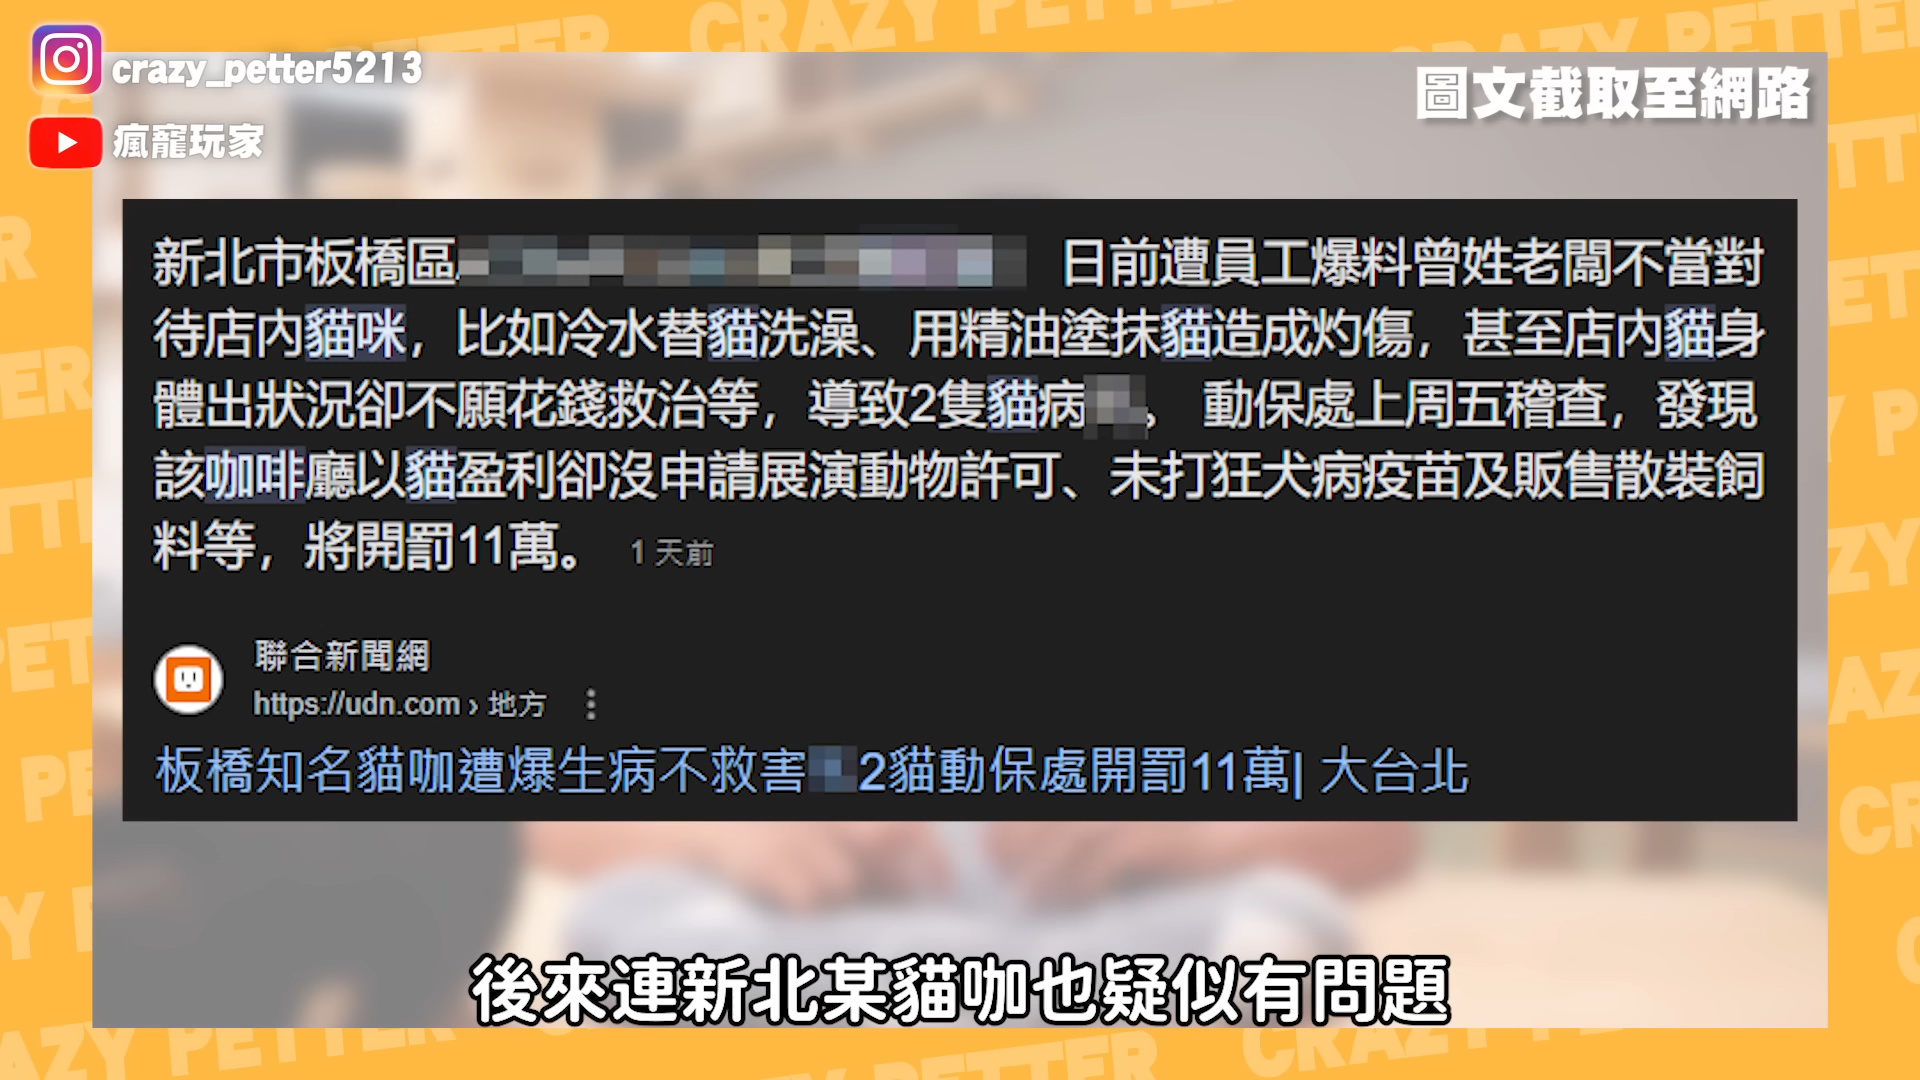 crazy_petter5213
瘋寵玩家
圖文截取至網路
新北市板橋區 日前遭員工爆料曾姓老闆不當對
待店內貓咪，比如冷水替貓洗澡、用精油塗抹貓造成灼傷，甚至店內貓身
體出狀況卻不願花錢救治等，導致2隻貓病 。 動保處上周五稽查，發現
該咖啡廳以貓盈利卻沒申請展演動物許可、未打狂犬病疫苗及販售散裝飼
料等，將開罰11萬。 1 天前
聯合新聞網
https://udn.com › 地方
板橋知名貓咖遭爆生病不救害 2貓動保處開罰11萬| 大台北
後來連新北某貓咖也疑似有問題
CRAZY PETTER